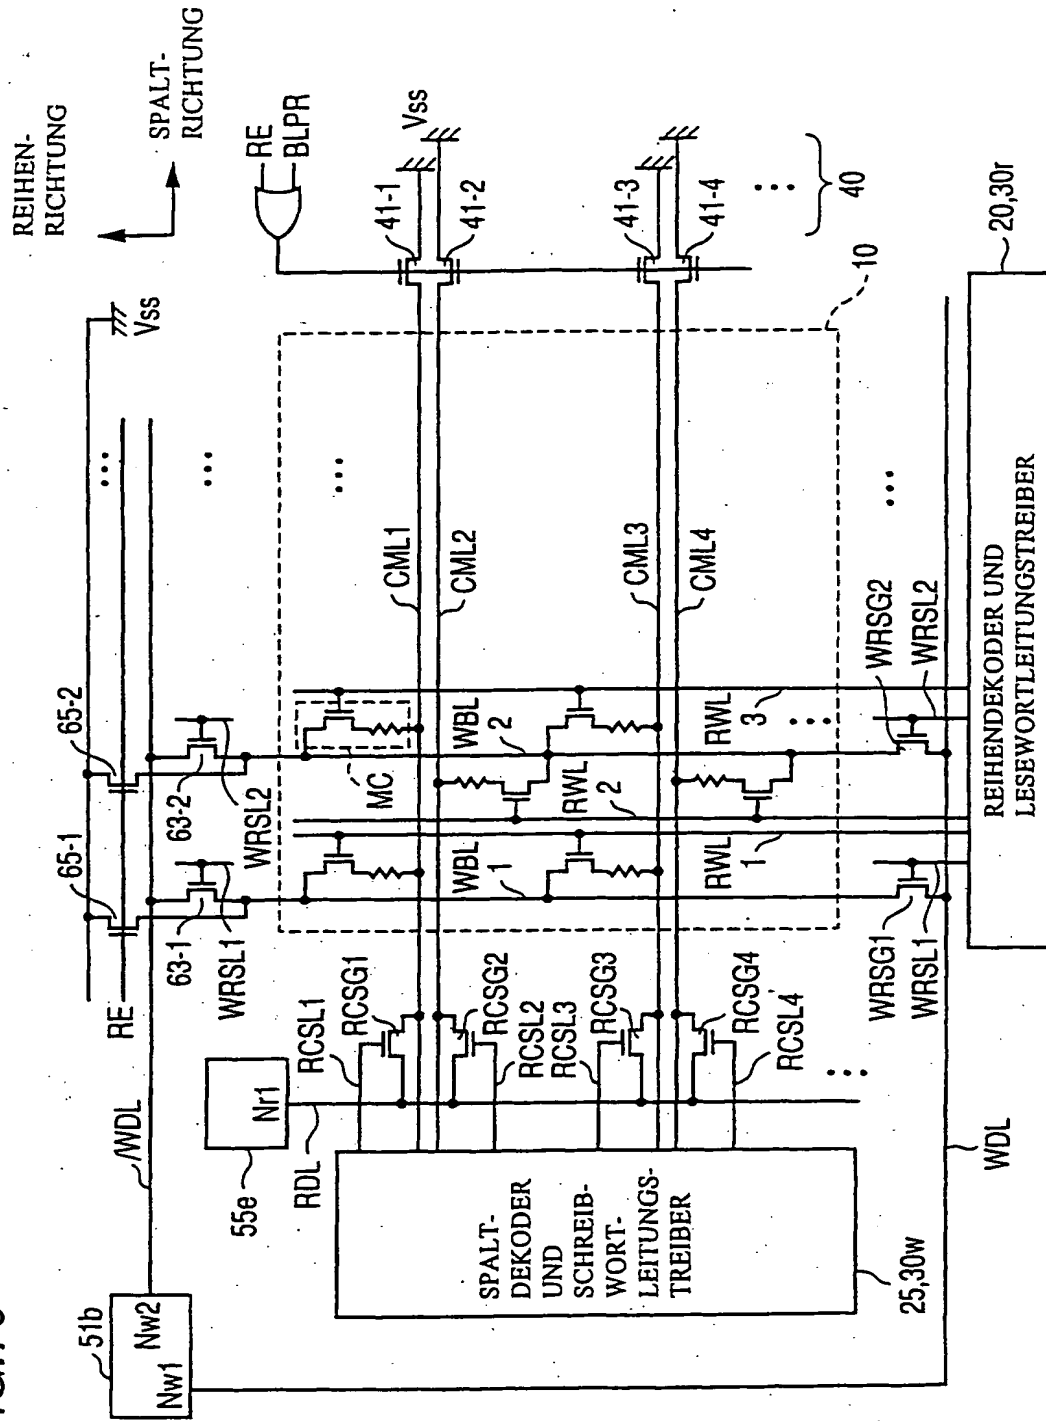 REIHEN-
RICHTUNG
SPALT-
RICHTUNG
RE
BLPR
Vss
41-1
41-2
41-3
41-4
40
Vss
10
20,30r
65-2
65-1
63-2
63-1
WRSL2
WRSL1
RE
/WDL
51b
Nw2
Nw1
55e
Nr1
RDL
RCSL1
RCSG1
RCSG2
RCSL2
RCSL3
RCSG3
RCSG4
RCSL4
CML1
CML2
CML3
CML4
MC
WBL
2
WBL
1
RWL
2
RWL
3
RWL
1
WRSG2
WRSL2
WRSG1
WRSL1
WDL
SPALT-
DEKODER
UND
SCHREIB-
WORT-
LEITUNGS-
TREIBER
25,30w
REIHENDEKODER UND
LESEWORTLEITUNGSTREIBER